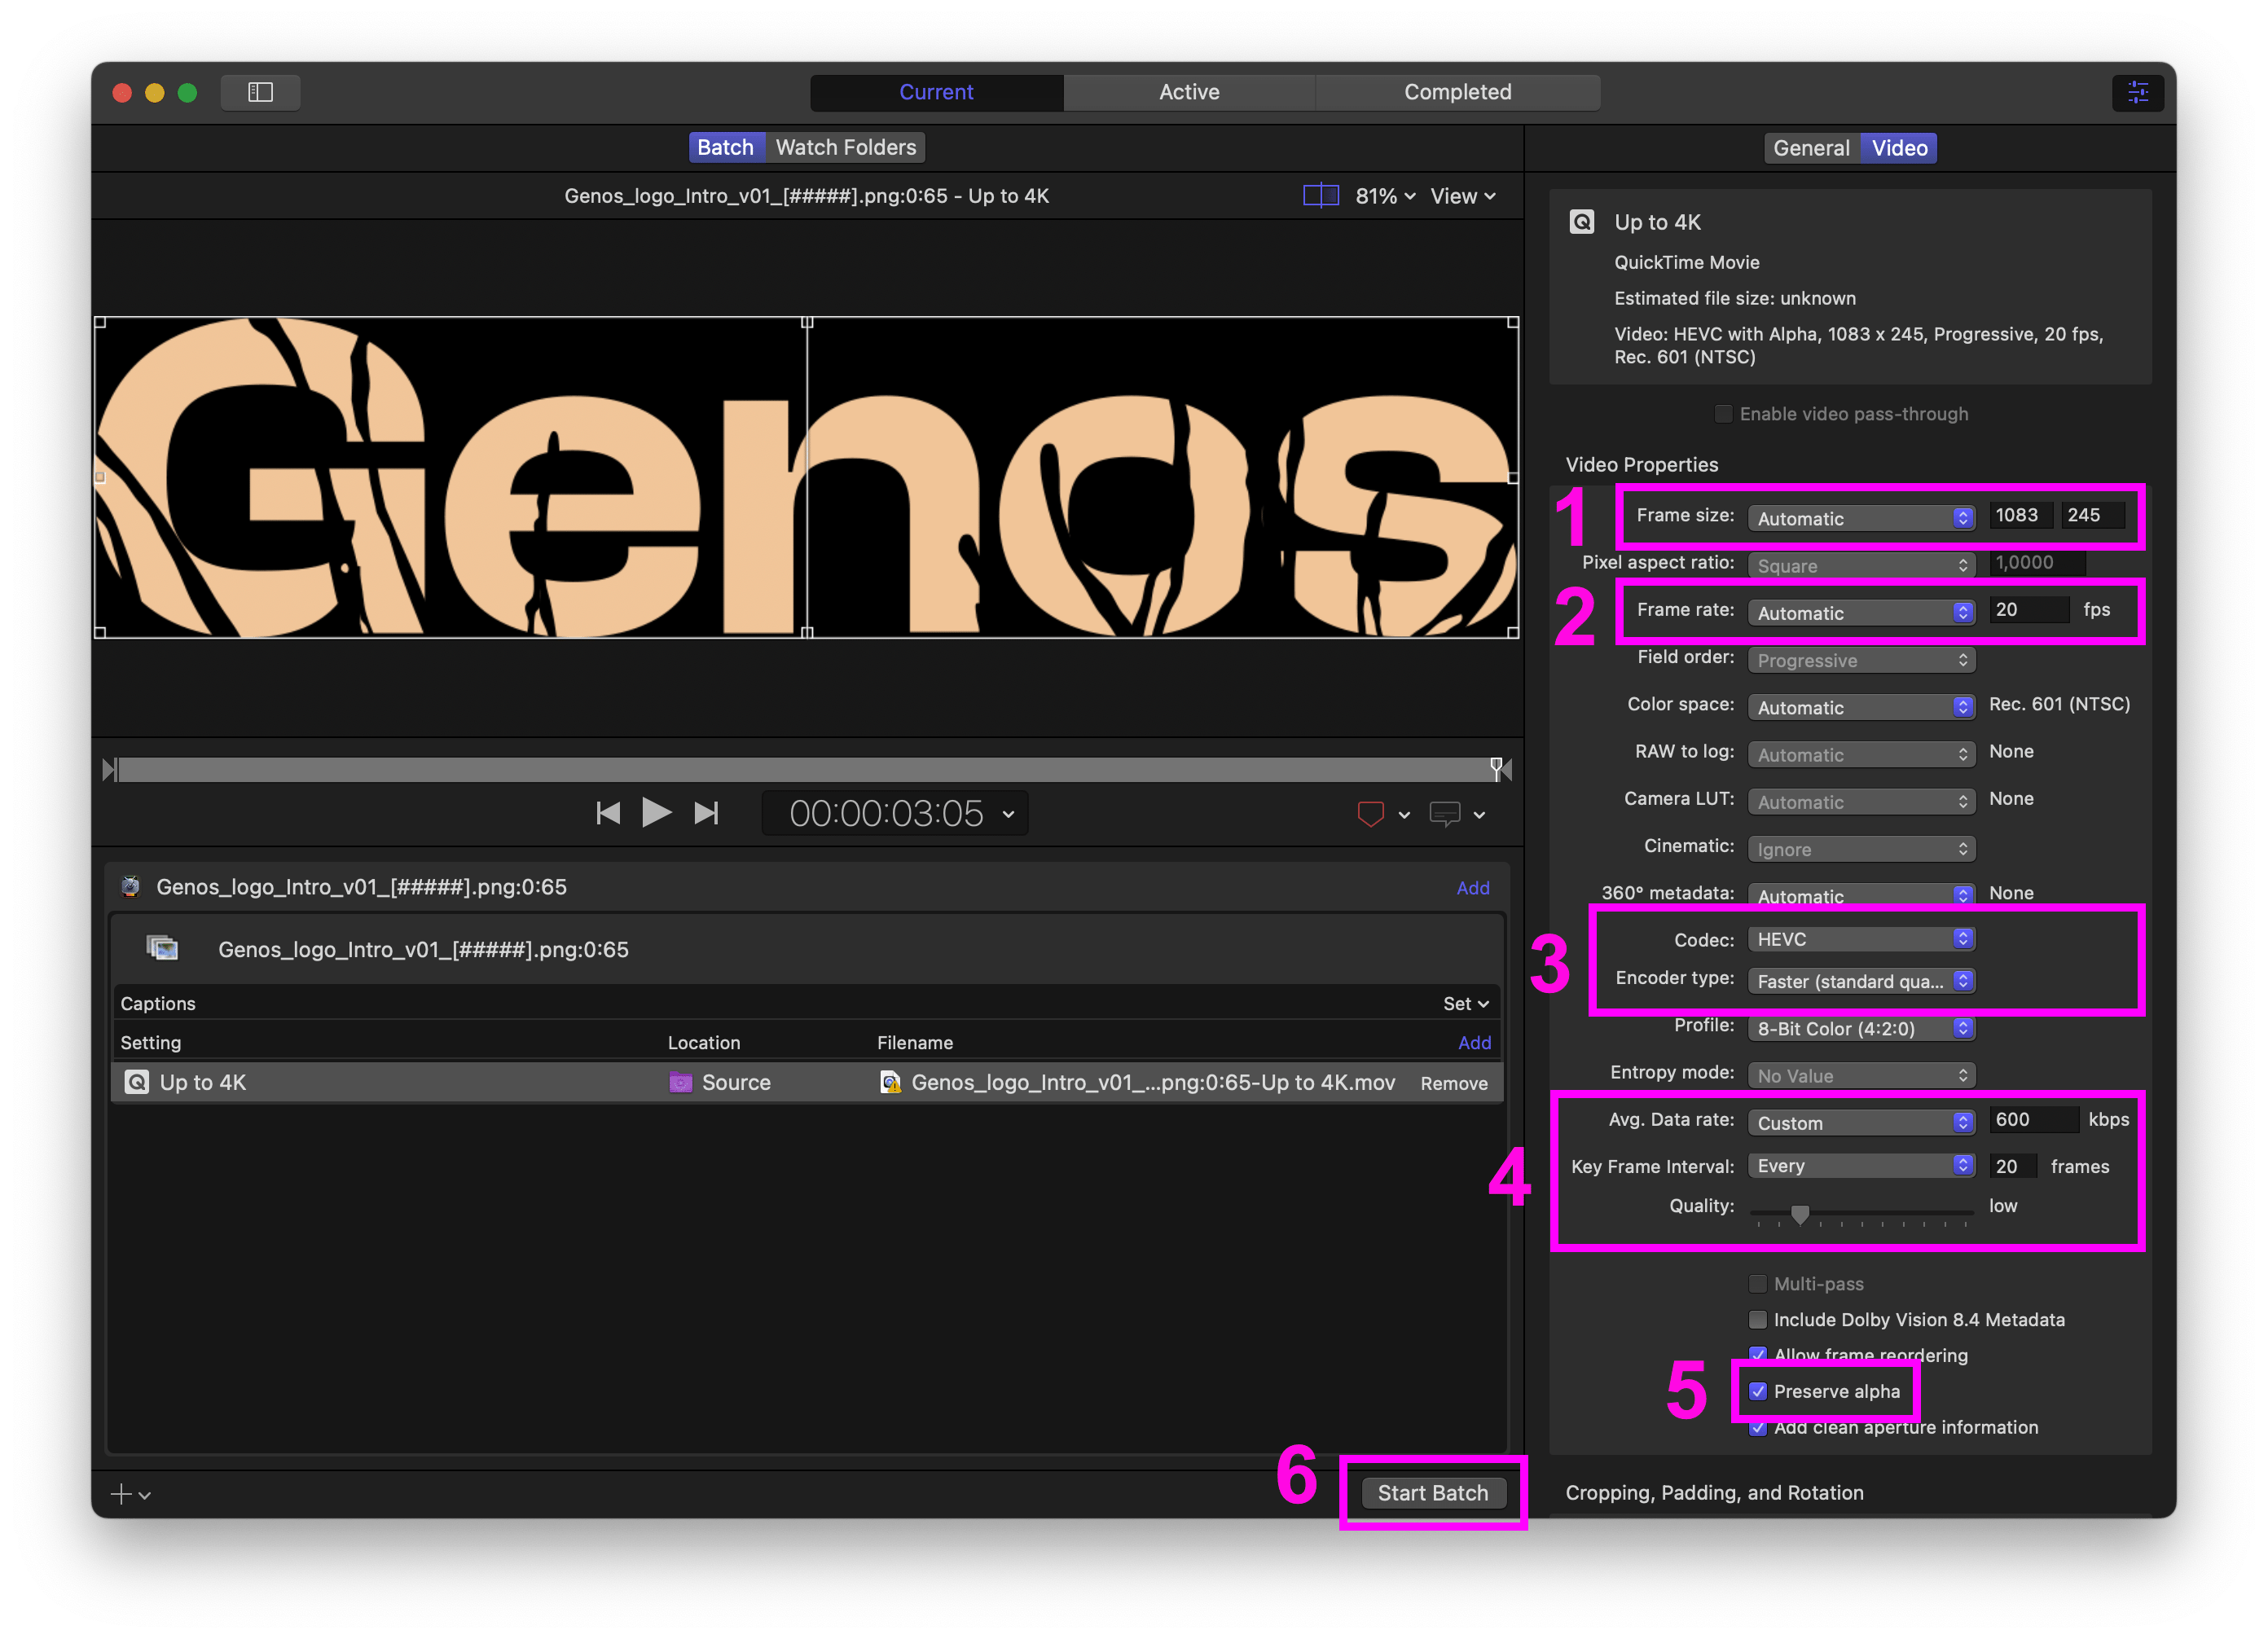 Current
Active
Completed
Batch
Watch Folders
General
Video
Genos_logo_Intro_v01_[#####].png:0:65 - Up to 4K
81%
View
Up to 4K
QuickTime Movie
Estimated file size: unknown
Video: HEVC with Alpha, 1083 x 245, Progressive, 20 fps,
Rec. 601 (NTSC)
Enable video pass-through
Genos
Video Properties
1
Frame size: Automatic 1083 245
Pixel aspect ratio: Square 1,0000
2
Frame rate: Automatic 20 fps
Field order: Progressive
Color space: Automatic Rec. 601 (NTSC)
RAW to log: Automatic None
Camera LUT: Automatic None
Cinematic: Ignore
360° metadata: Automatic None
3
Codec: HEVC
Encoder type: Faster (standard qua...
Profile: 8-Bit Color (4:2:0)
Entropy mode: No Value
4
Avg. Data rate: Custom 600 kbps
Key Frame Interval: Every 20 frames
Quality: low
Multi-pass
Include Dolby Vision 8.4 Metadata
Allow frame reordering
5
Preserve alpha
Add clean aperture information
Cropping, Padding, and Rotation
00:00:03:05
Genos_logo_Intro_v01_[#####].png:0:65
Add
Genos_logo_Intro_v01_[#####].png:0:65
Captions
Set
Setting Location Filename Add
Up to 4K Source Genos_logo_Intro_v01_...png:0:65-Up to 4K.mov Remove
6
Start Batch